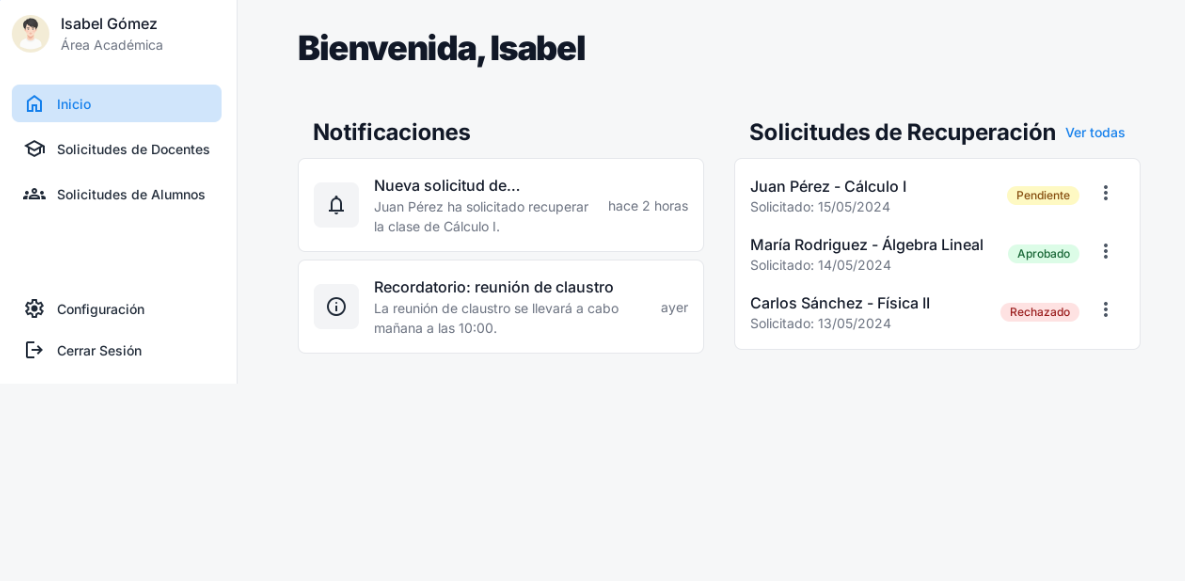 Isabel Gómez
Área Académica
Inicio
Solicitudes de Docentes
Solicitudes de Alumnos
Configuración
Cerrar Sesión
Bienvenida, Isabel
Notificaciones
Nueva solicitud de...
Juan Pérez ha solicitado recuperar
la clase de Cálculo I.
hace 2 horas
Recordatorio: reunión de claustro
La reunión de claustro se llevará a cabo
mañana a las 10:00.
ayer
Solicitudes de Recuperación
Ver todas
Juan Pérez - Cálculo I
Solicitado: 15/05/2024
Pendiente
María Rodriguez - Álgebra Lineal
Solicitado: 14/05/2024
Aprobado
Carlos Sánchez - Física II
Solicitado: 13/05/2024
Rechazado